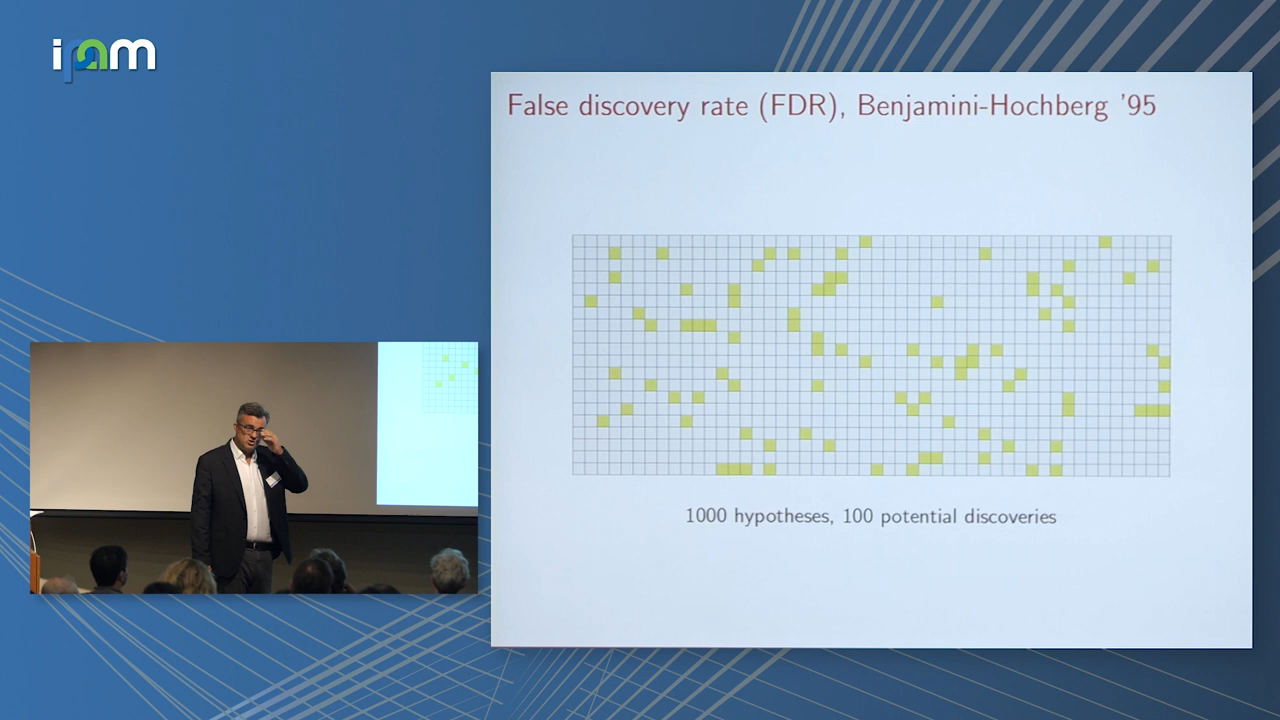 ipam
False discovery rate (FDR), Benjamini-Hochberg '95
1000 hypotheses, 100 potential discoveries